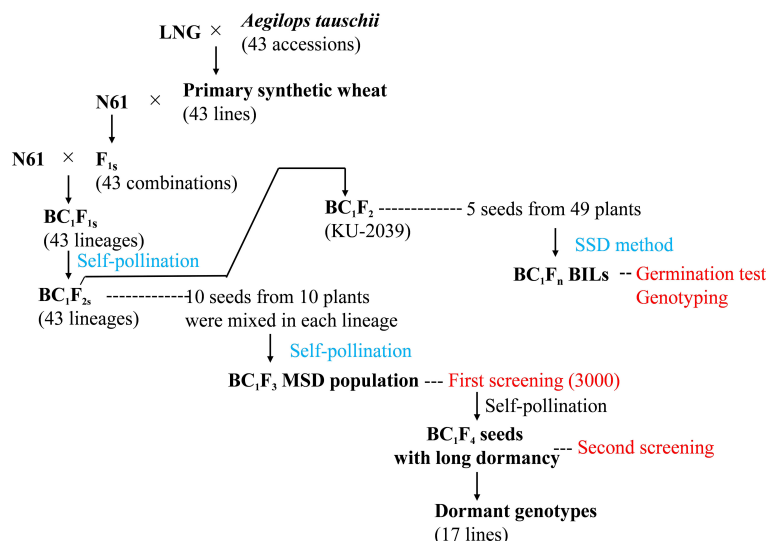 LNG × Aegilops tauschii
(43 accessions)
N61 × Primary synthetic wheat
(43 lines)
N61 × F₁s
(43 combinations)
BC₁F₁s
(43 lineages)
Self-pollination
BC₁F₂s
(43 lineages)
10 seeds from 10 plants
were mixed in each lineage
BC₁F₂
(KU-2039)
5 seeds from 49 plants
SSD method
BC₁Fₙ BILs
Germination test
Genotyping
Self-pollination
BC₁F₃ MSD population
First screening (3000)
Self-pollination
BC₁F₄ seeds
with long dormancy
Second screening
Dormant genotypes
(17 lines)